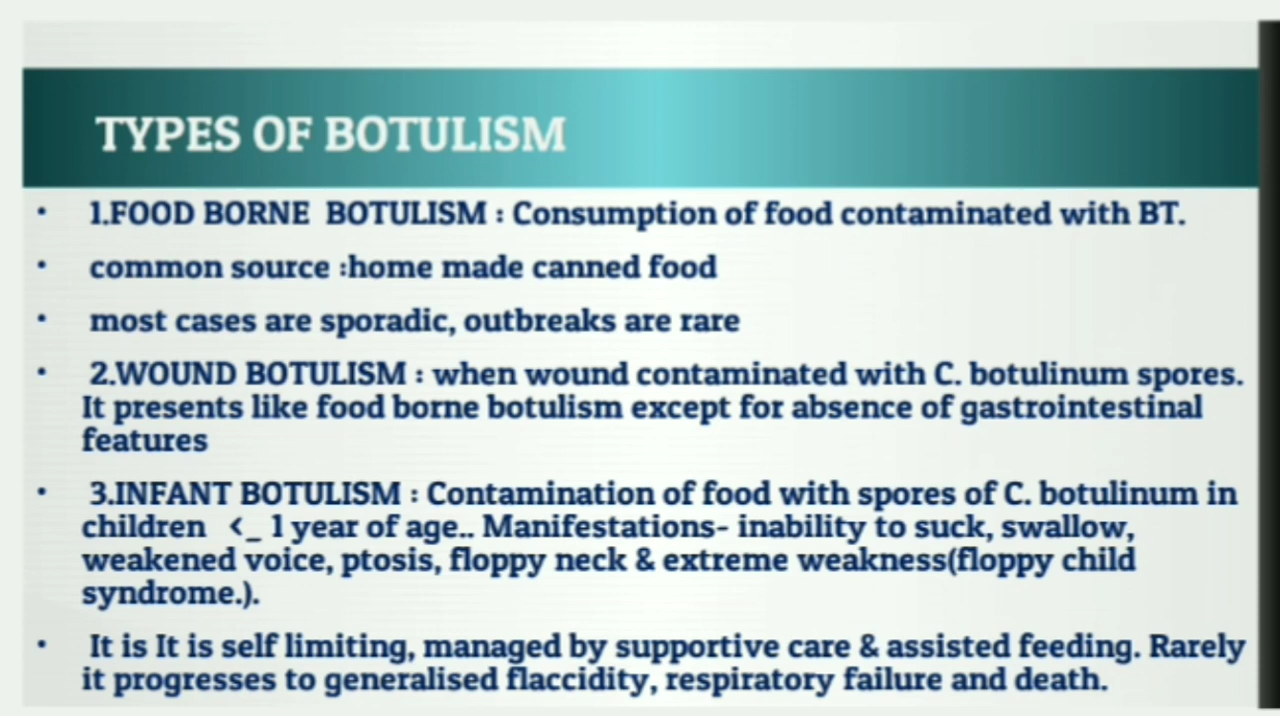 TYPES OF BOTULISM
• 1.FOOD BORNE BOTULISM : Consumption of food contaminated with BT.
• common source :home made canned food
• most cases are sporadic, outbreaks are rare
• 2.WOUND BOTULISM : when wound contaminated with C. botulinum spores.
It presents like food borne botulism except for absence of gastrointestinal
features
• 3.INFANT BOTULISM : Contamination of food with spores of C. botulinum in
children <_ 1 year of age.. Manifestations- inability to suck, swallow,
weakened voice, ptosis, floppy neck & extreme weakness(floppy child
syndrome.).
• It is It is self limiting, managed by supportive care & assisted feeding. Rarely
it progresses to generalised flaccidity, respiratory failure and death.